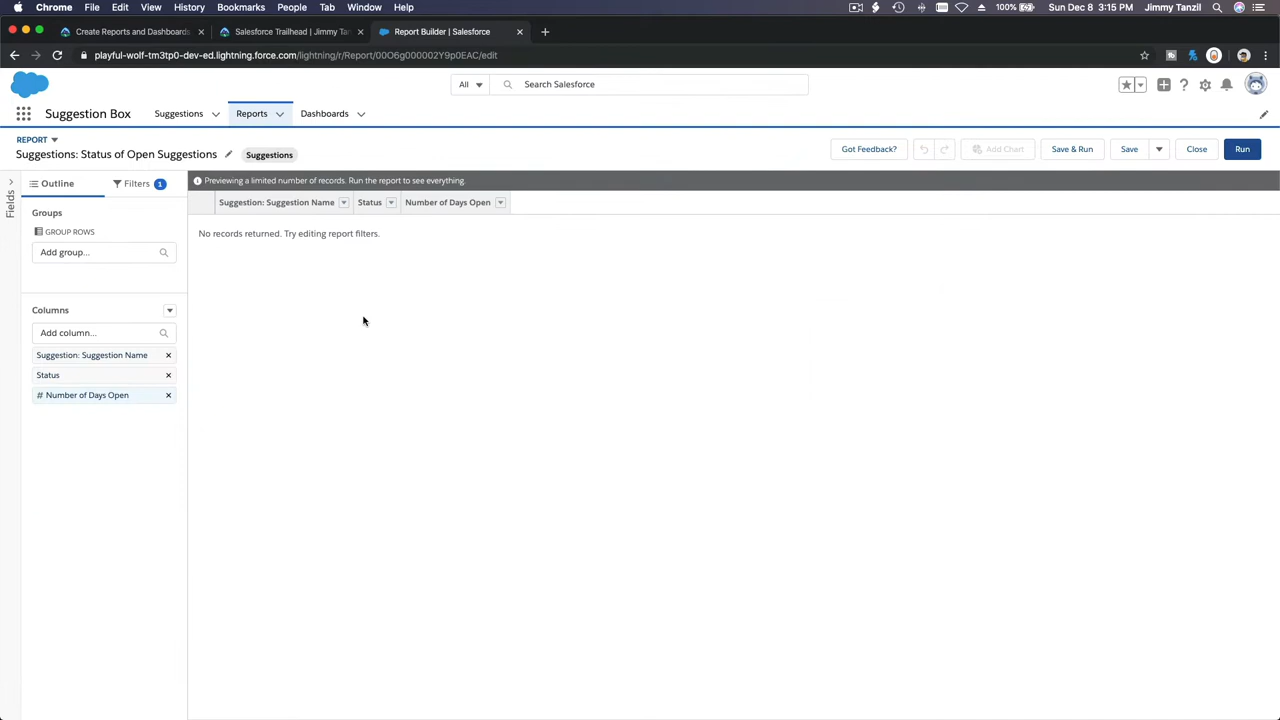 Chrome File Edit View History Bookmarks People Tab Window Help 100% Sun Dec 8 3:15 PM Jimmy Tanzil
Create Reports and Dashboards Salesforce Trailhead | Jimmy Tan Report Builder | Salesforce
playful-wolf-tm3tp0-dev-ed.lightning.force.com/lightning/r/Report/00O6g000002Y9p0EAC/edit
All Search Salesforce
Suggestion Box Suggestions Reports Dashboards
REPORT
Suggestions: Status of Open Suggestions Suggestions
Got Feedback? Add Chart Save & Run Save Close Run
Fields
Outline Filters 1
Previewing a limited number of records. Run the report to see everything.
Suggestion: Suggestion Name Status Number of Days Open
No records returned. Try editing report filters.
Groups
GROUP ROWS
Add group...
Columns
Add column...
Suggestion: Suggestion Name
Status
# Number of Days Open